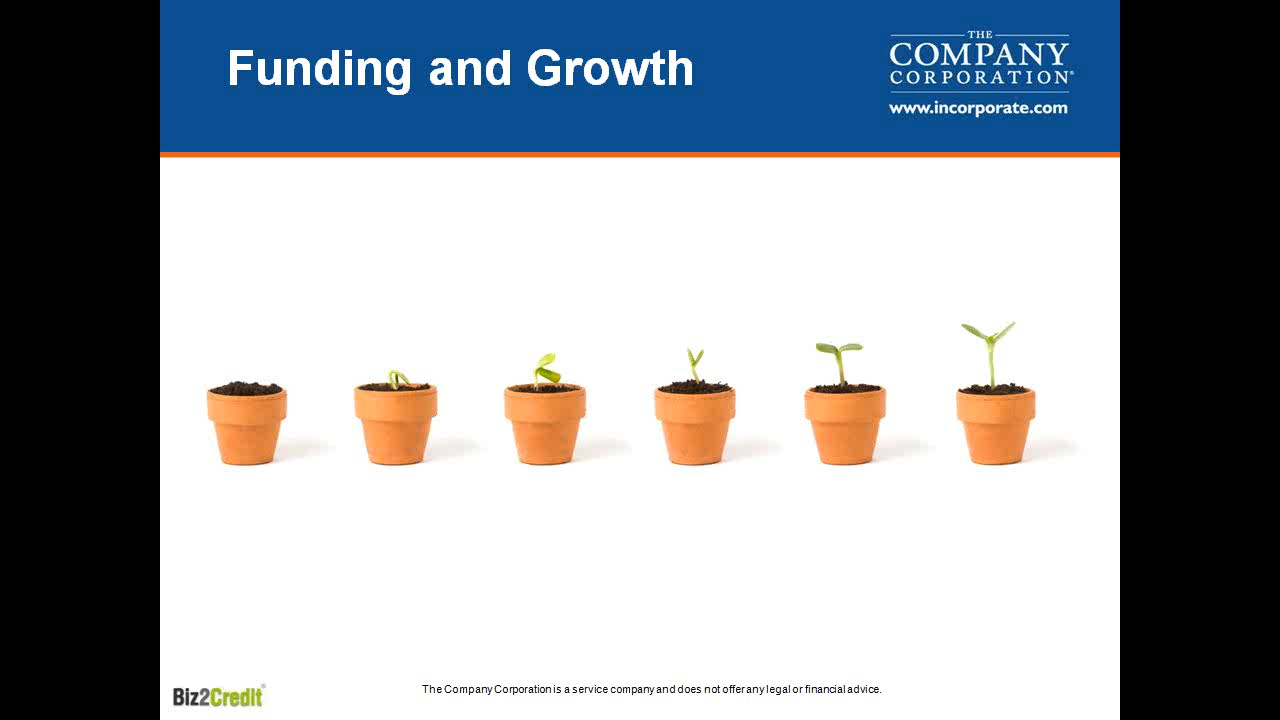 Funding and Growth
THE
COMPANY
CORPORATION®
www.incorporate.com
Biz2Credit®
The Company Corporation is a service company and does not offer any legal or financial advice.